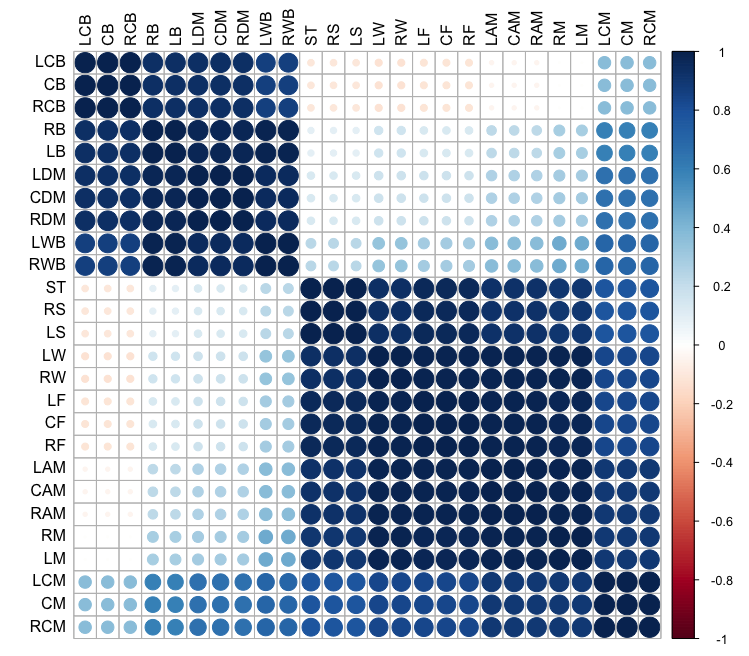 LCB CB RCB RB LB LDM CDM RDM LWB RWB ST RS LS LW RW LF CF RF LAM CAM RAM RM LM LCM CM RCM
LCB
CB
RCB
RB
LB
LDM
CDM
RDM
LWB
RWB
ST
RS
LS
LW
RW
LF
CF
RF
LAM
CAM
RAM
RM
LM
LCM
CM
RCM
1
0.8
0.6
0.4
0.2
0
-0.2
-0.4
-0.6
-0.8
-1